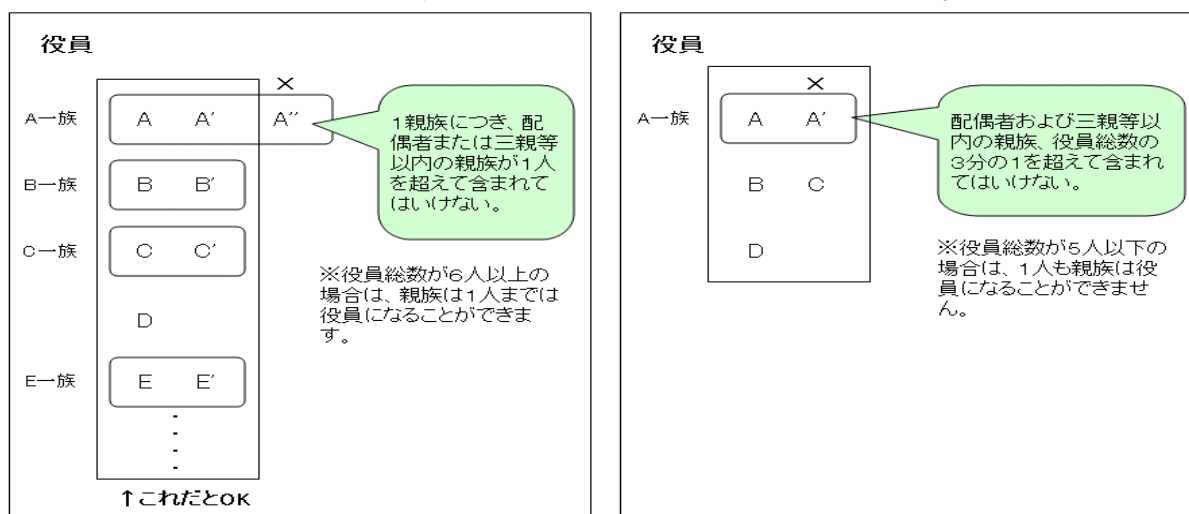 役員
×
A一族 A A′ A″
1親族につき、配
偶者または三親等
以内の親族が1人
を超えて含まれて
はいけない。
B一族 B B′
C一族 C C′
※役員総数が6人以上の
場合は、親族は1人までは
役員になることができま
す。
D
E一族 E E′
↑これだとOK
役員
×
A一族 A A′
配偶者および三親等以
内の親族、役員総数の
3分の1を超えて含まれ
てはいけない。
B C
※役員総数が5人以下の
場合は、1人も親族は役
員になることができませ
ん。
D